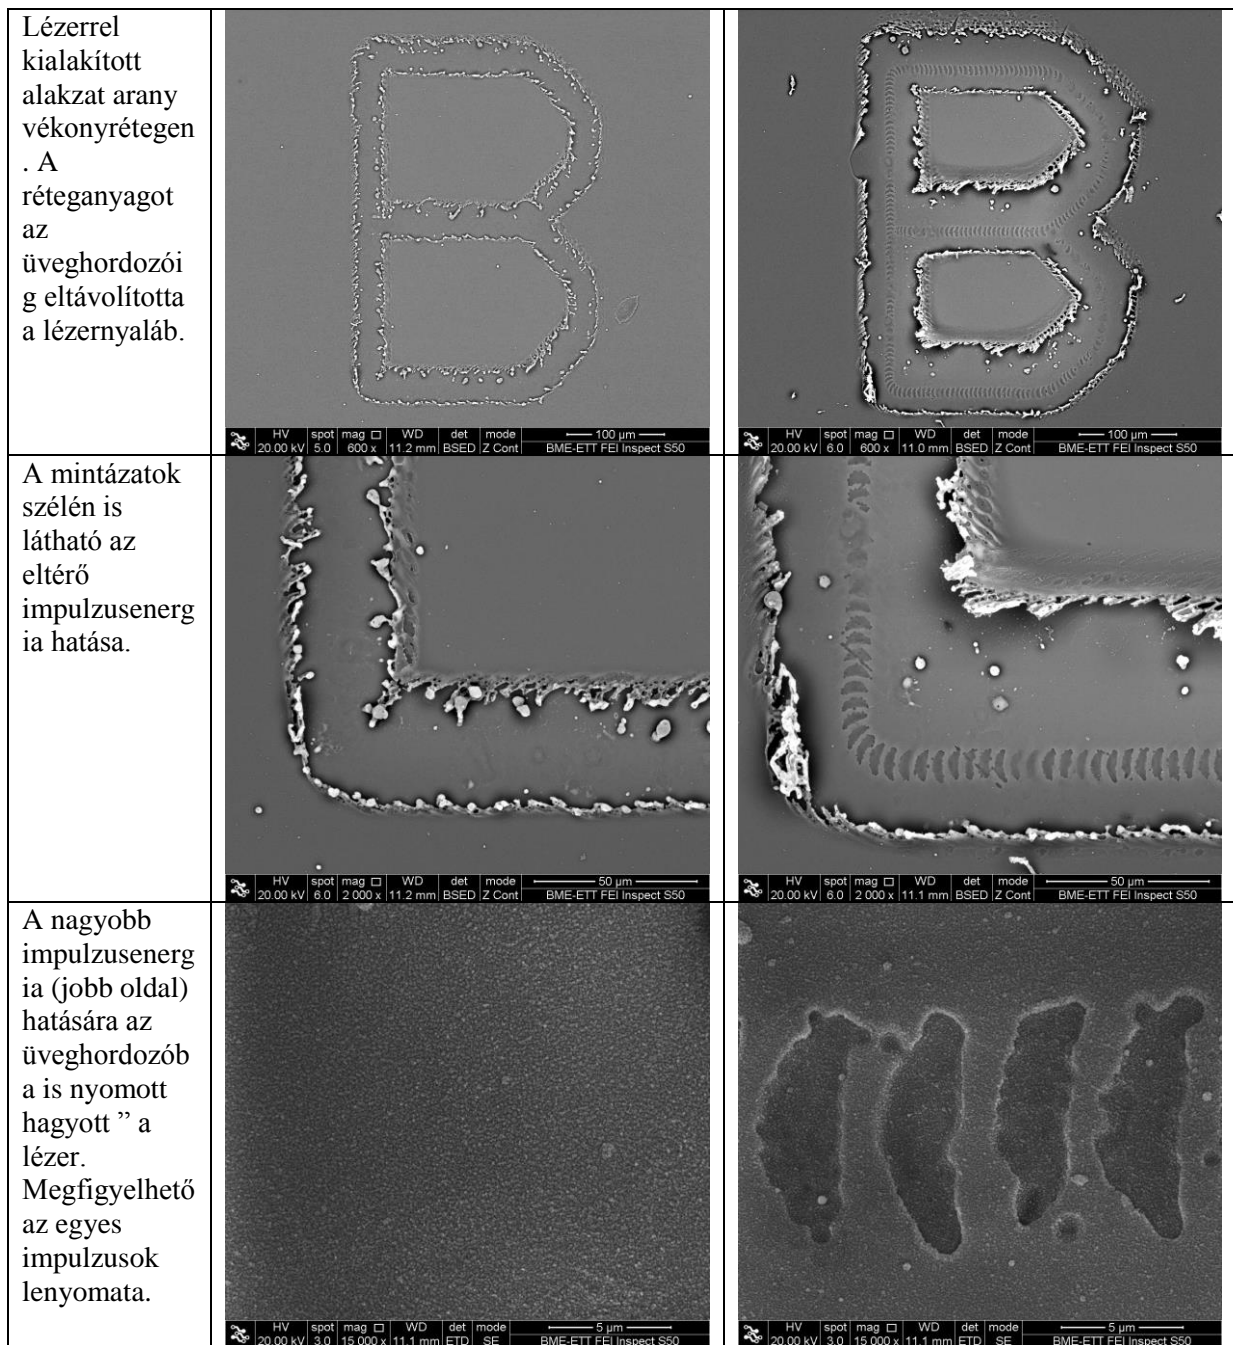 Lézerrel
kialakított
alakzat arany
vékonyrétegen
. A
réteganyagot
az
üveghordozói
g eltávolította
a lézernyaláb.
HV spot mag □ WD det mode
20.00 kV 5.0 600 x 11.2 mm BSED Z Cont
100 µm
BME-ETT FEI Inspect S50
HV spot mag □ WD det mode
20.00 kV 6.0 600 x 11.0 mm BSED Z Cont
100 µm
BME-ETT FEI Inspect S50
A mintázatok
szélén is
látható az
eltérő
impulzusenerg
ia hatása.
HV spot mag □ WD det mode
20.00 kV 6.0 2 000 x 11.2 mm BSED Z Cont
50 µm
BME-ETT FEI Inspect S50
HV spot mag □ WD det mode
20.00 kV 6.0 2 000 x 11.1 mm BSED Z Cont
50 µm
BME-ETT FEI Inspect S50
A nagyobb
impulzusenerg
ia (jobb oldal)
hatására az
üveghordozób
a is nyomott
hagyott ” a
lézer.
Megfigyelhető
az egyes
impulzusok
lenyomata.
HV spot mag □ WD det mode
20.00 kV 3.0 15 000 x 11.1 mm ETD SE
5 µm
BME-ETT FEI Inspect S50
HV spot mag □ WD det mode
20.00 kV 3.0 15 000 x 11.1 mm ETD SE
5 µm
BME-ETT FEI Inspect S50